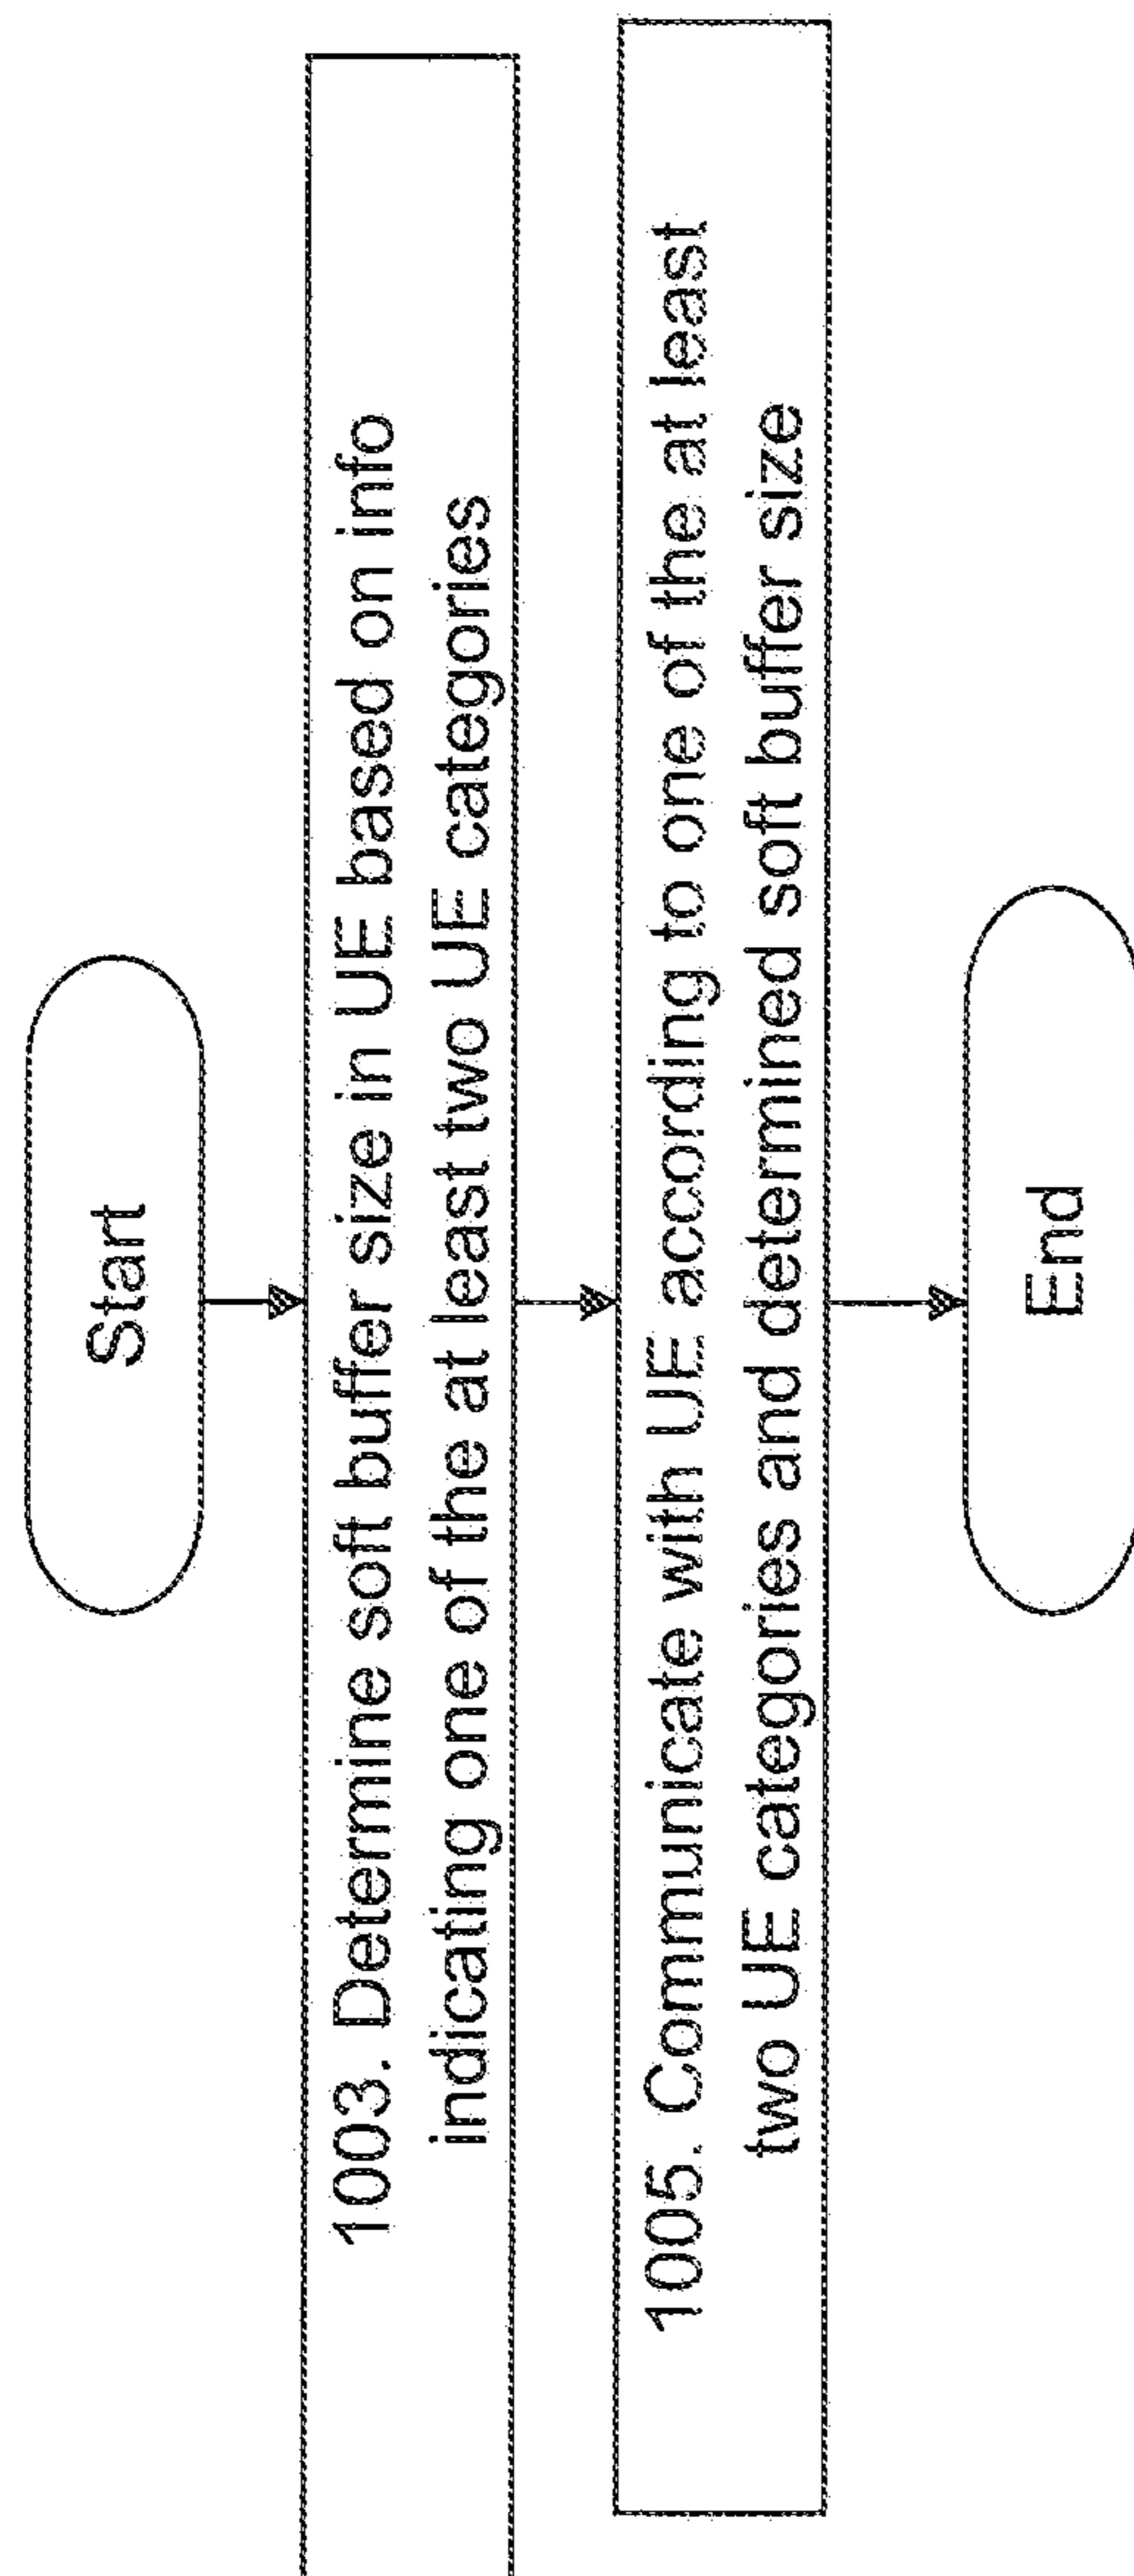 Start
1003. Determine soft buffer size in UE based on info
indicating one of the at least two UE categories
1005. Communicate with UE according to one of the at least
two UE categories and determined soft buffer size
End